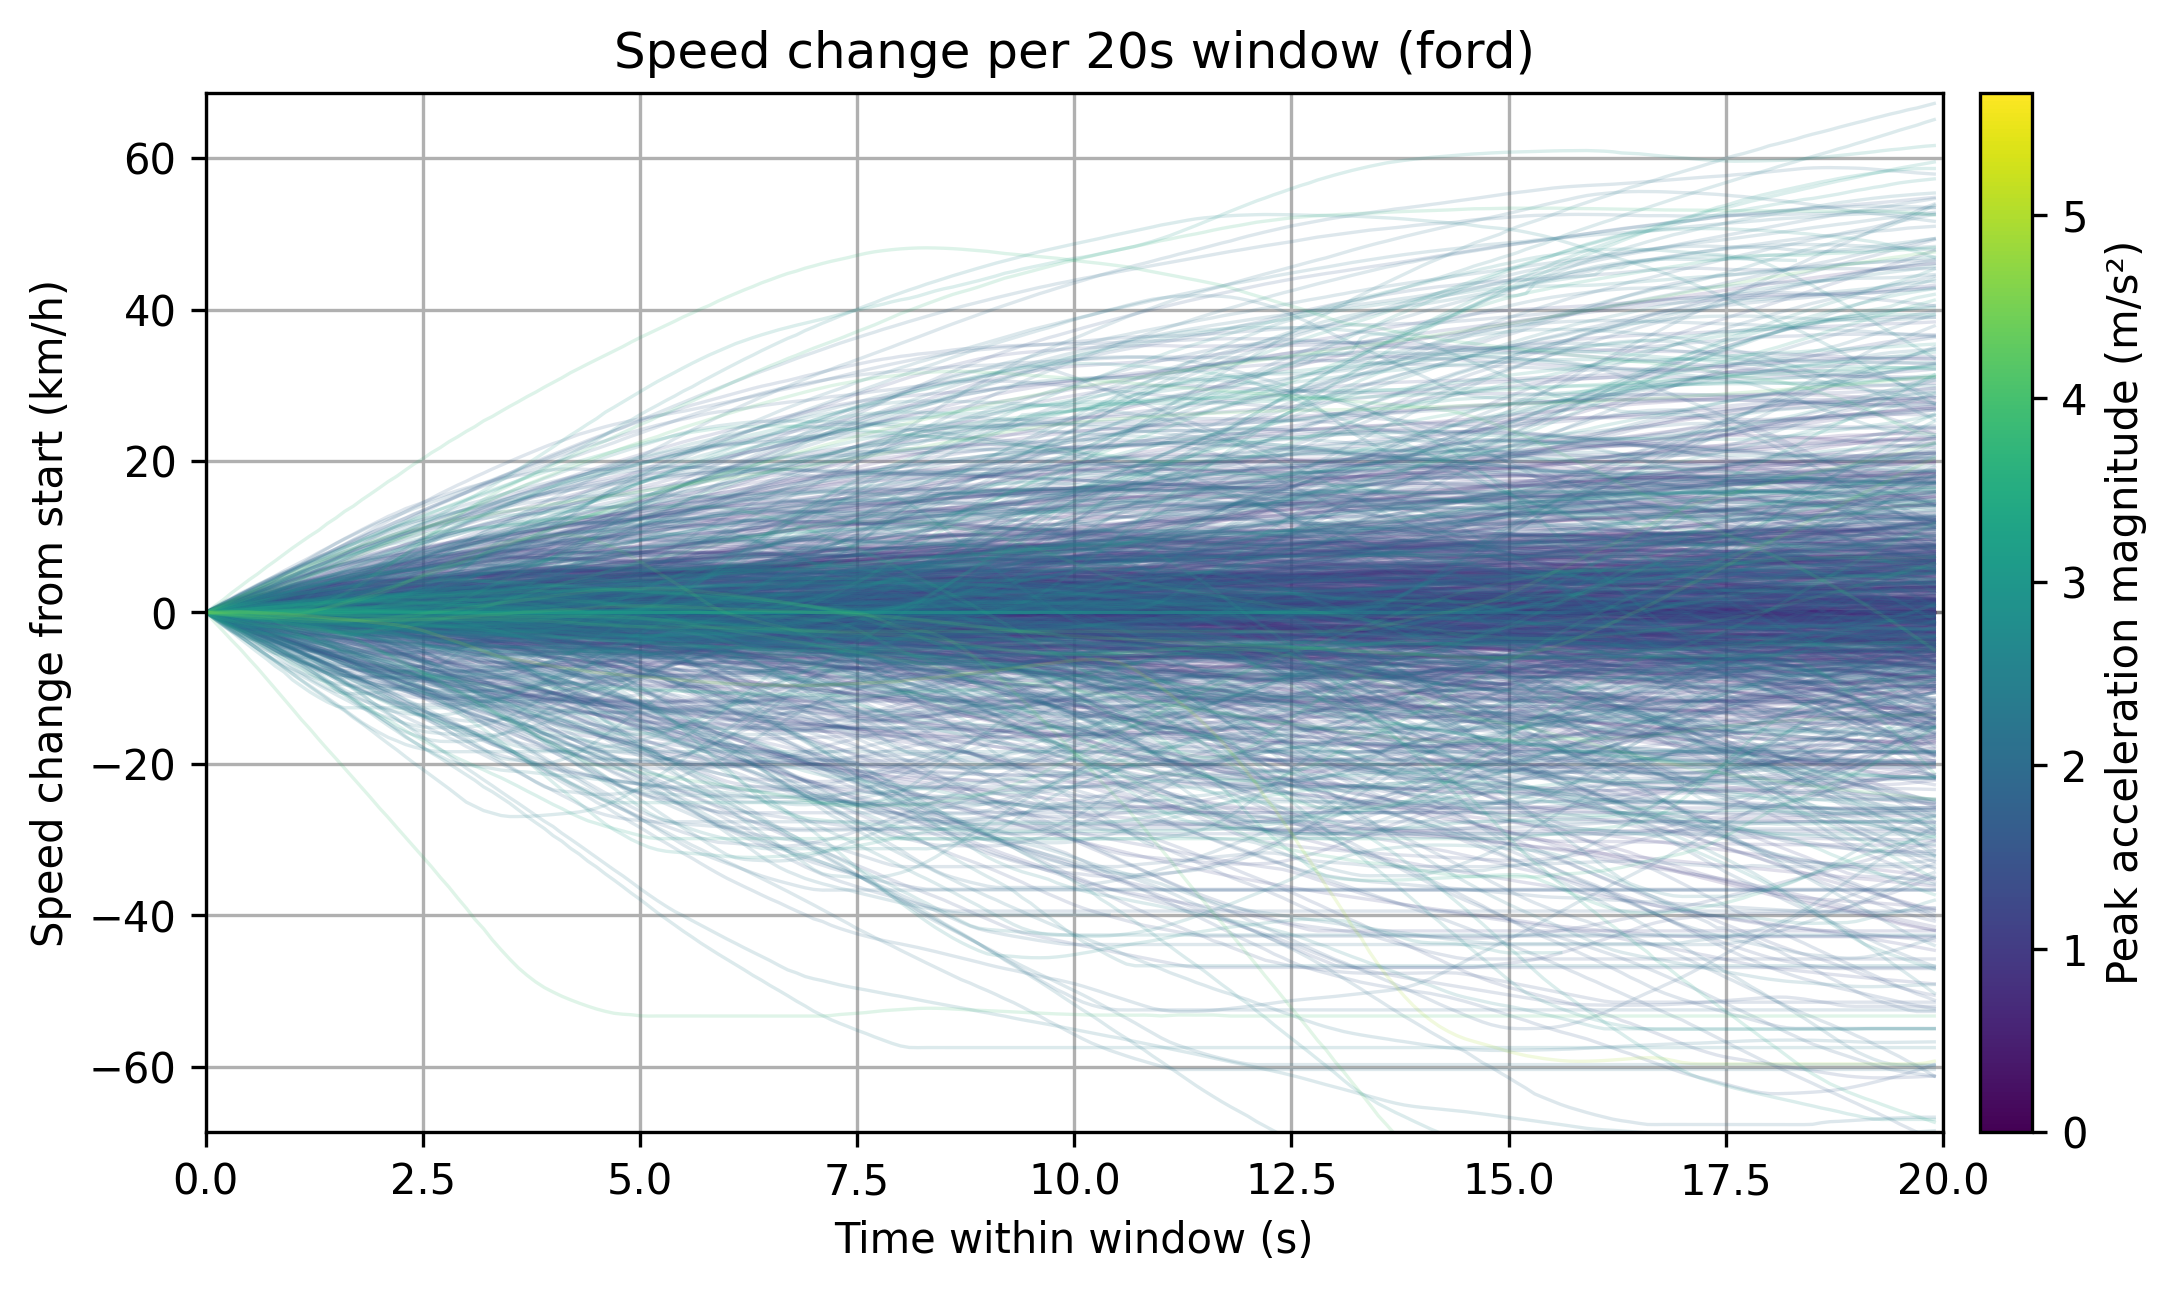 Speed change per 20s window (ford)
Speed change from start (km/h)
60
40
20
0
−20
−40
−60
0.0 2.5 5.0 7.5 10.0 12.5 15.0 17.5 20.0
Time within window (s)
5
4
3
2
1
0
Peak acceleration magnitude (m/s²)